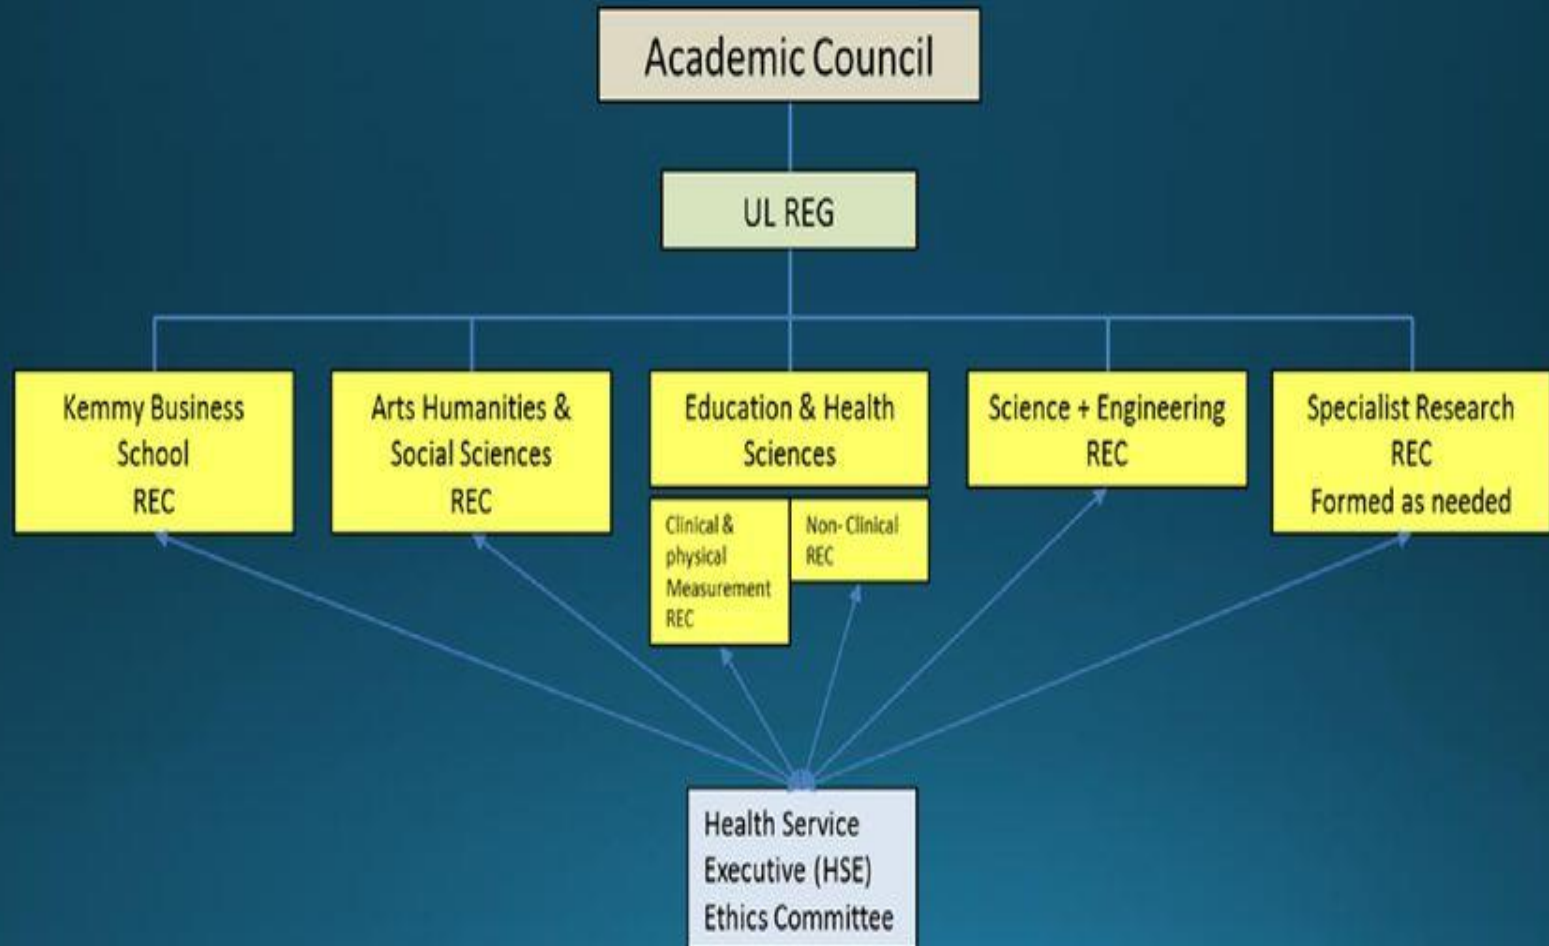 Academic Council
UL REG
Kemmy Business
School
REC
Arts Humanities &
Social Sciences
REC
Education & Health
Sciences
Clinical &
physical
Measurement
REC
Non- Clinical
REC
Science + Engineering
REC
Specialist Research
REC
Formed as needed
Health Service
Executive (HSE)
Ethics Committee